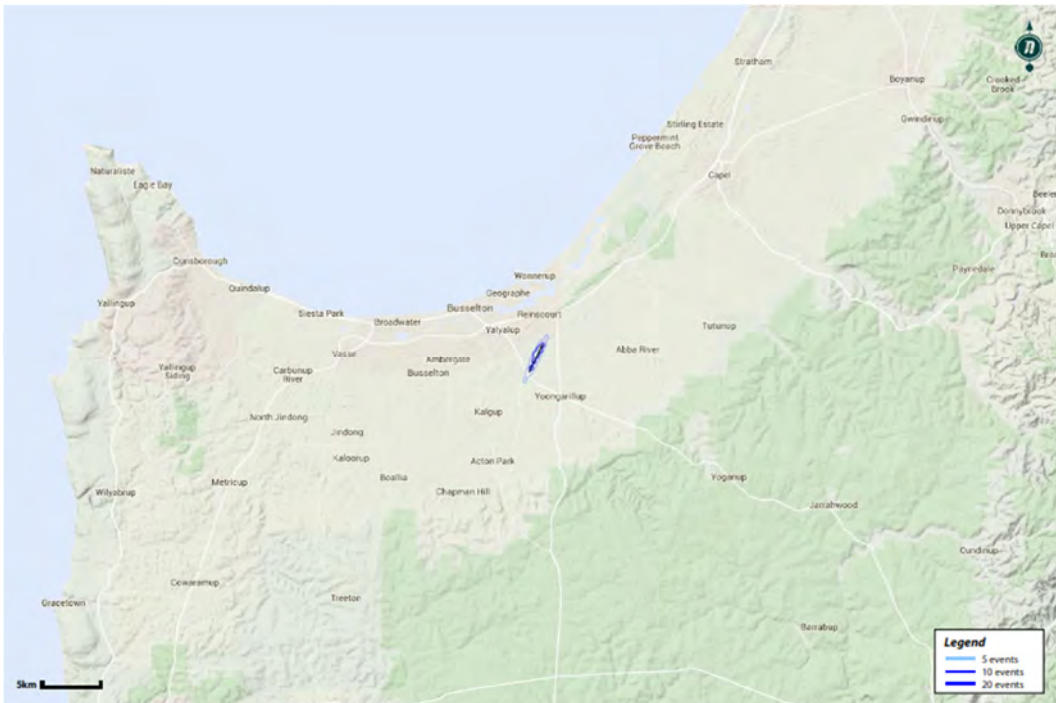 n
Stratham
Boyanup
Crooked
Brook
Stirling Estate
Gwindinup
Peppermint
Grove Beach
Naturaliste
Capel
Eagle Bay
Donnybrook
Upper Capel
Dunsborough
Paynedale
Wonnerup
Quindalup
Geographe
Yallingup
Busselton
Siesta Park
Reinscourt
Broadwater
Yalyalup
Tutunup
Vasse
Abba River
Ambergate
Yallingup
Siding
Carbunup
River
Busselton
Yoongarillup
Kalgup
North Jindong
Jindong
Kaloorup
Acton Park
Boallia
Yoganup
Metricup
Wilyabrup
Chapman Hill
Jarrahwood
Cundinup
Cowaramup
Treeton
Gracetown
Barrabup
Legend
5 events
10 events
20 events
5km